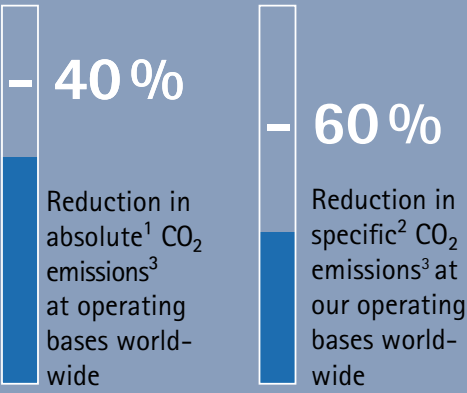 – 40 %
Reduction in
absolute¹ CO₂
emissions³
at operating
bases world-
wide
– 60 %
Reduction in
specific² CO₂
emissions³ at
our operating
bases world-
wide